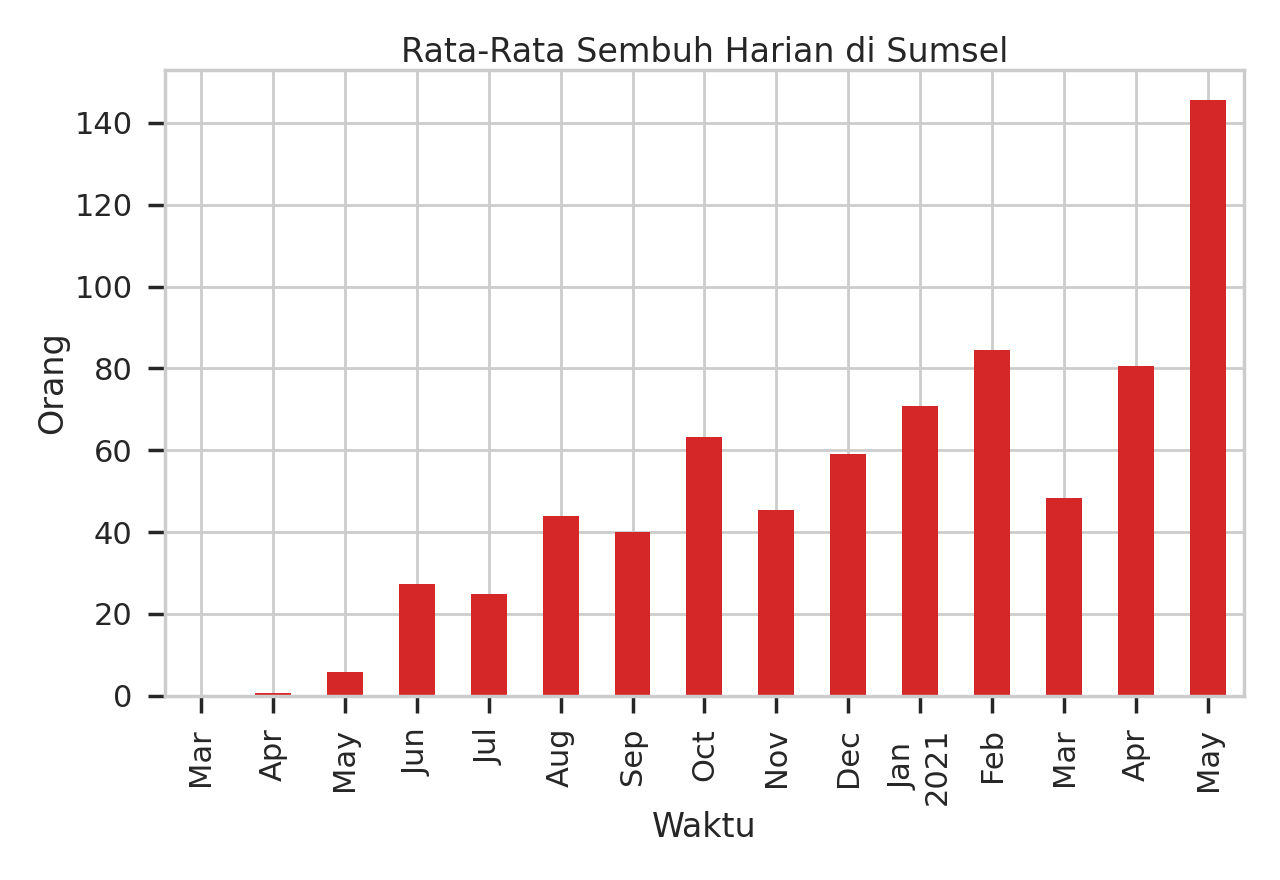 Rata-Rata Sembuh Harian di Sumsel
Orang
140
120
100
80
60
40
20
0
Mar
Apr
May
Jun
Jul
Aug
Sep
Oct
Nov
Dec
Jan
2021
Feb
Mar
Apr
May
Waktu